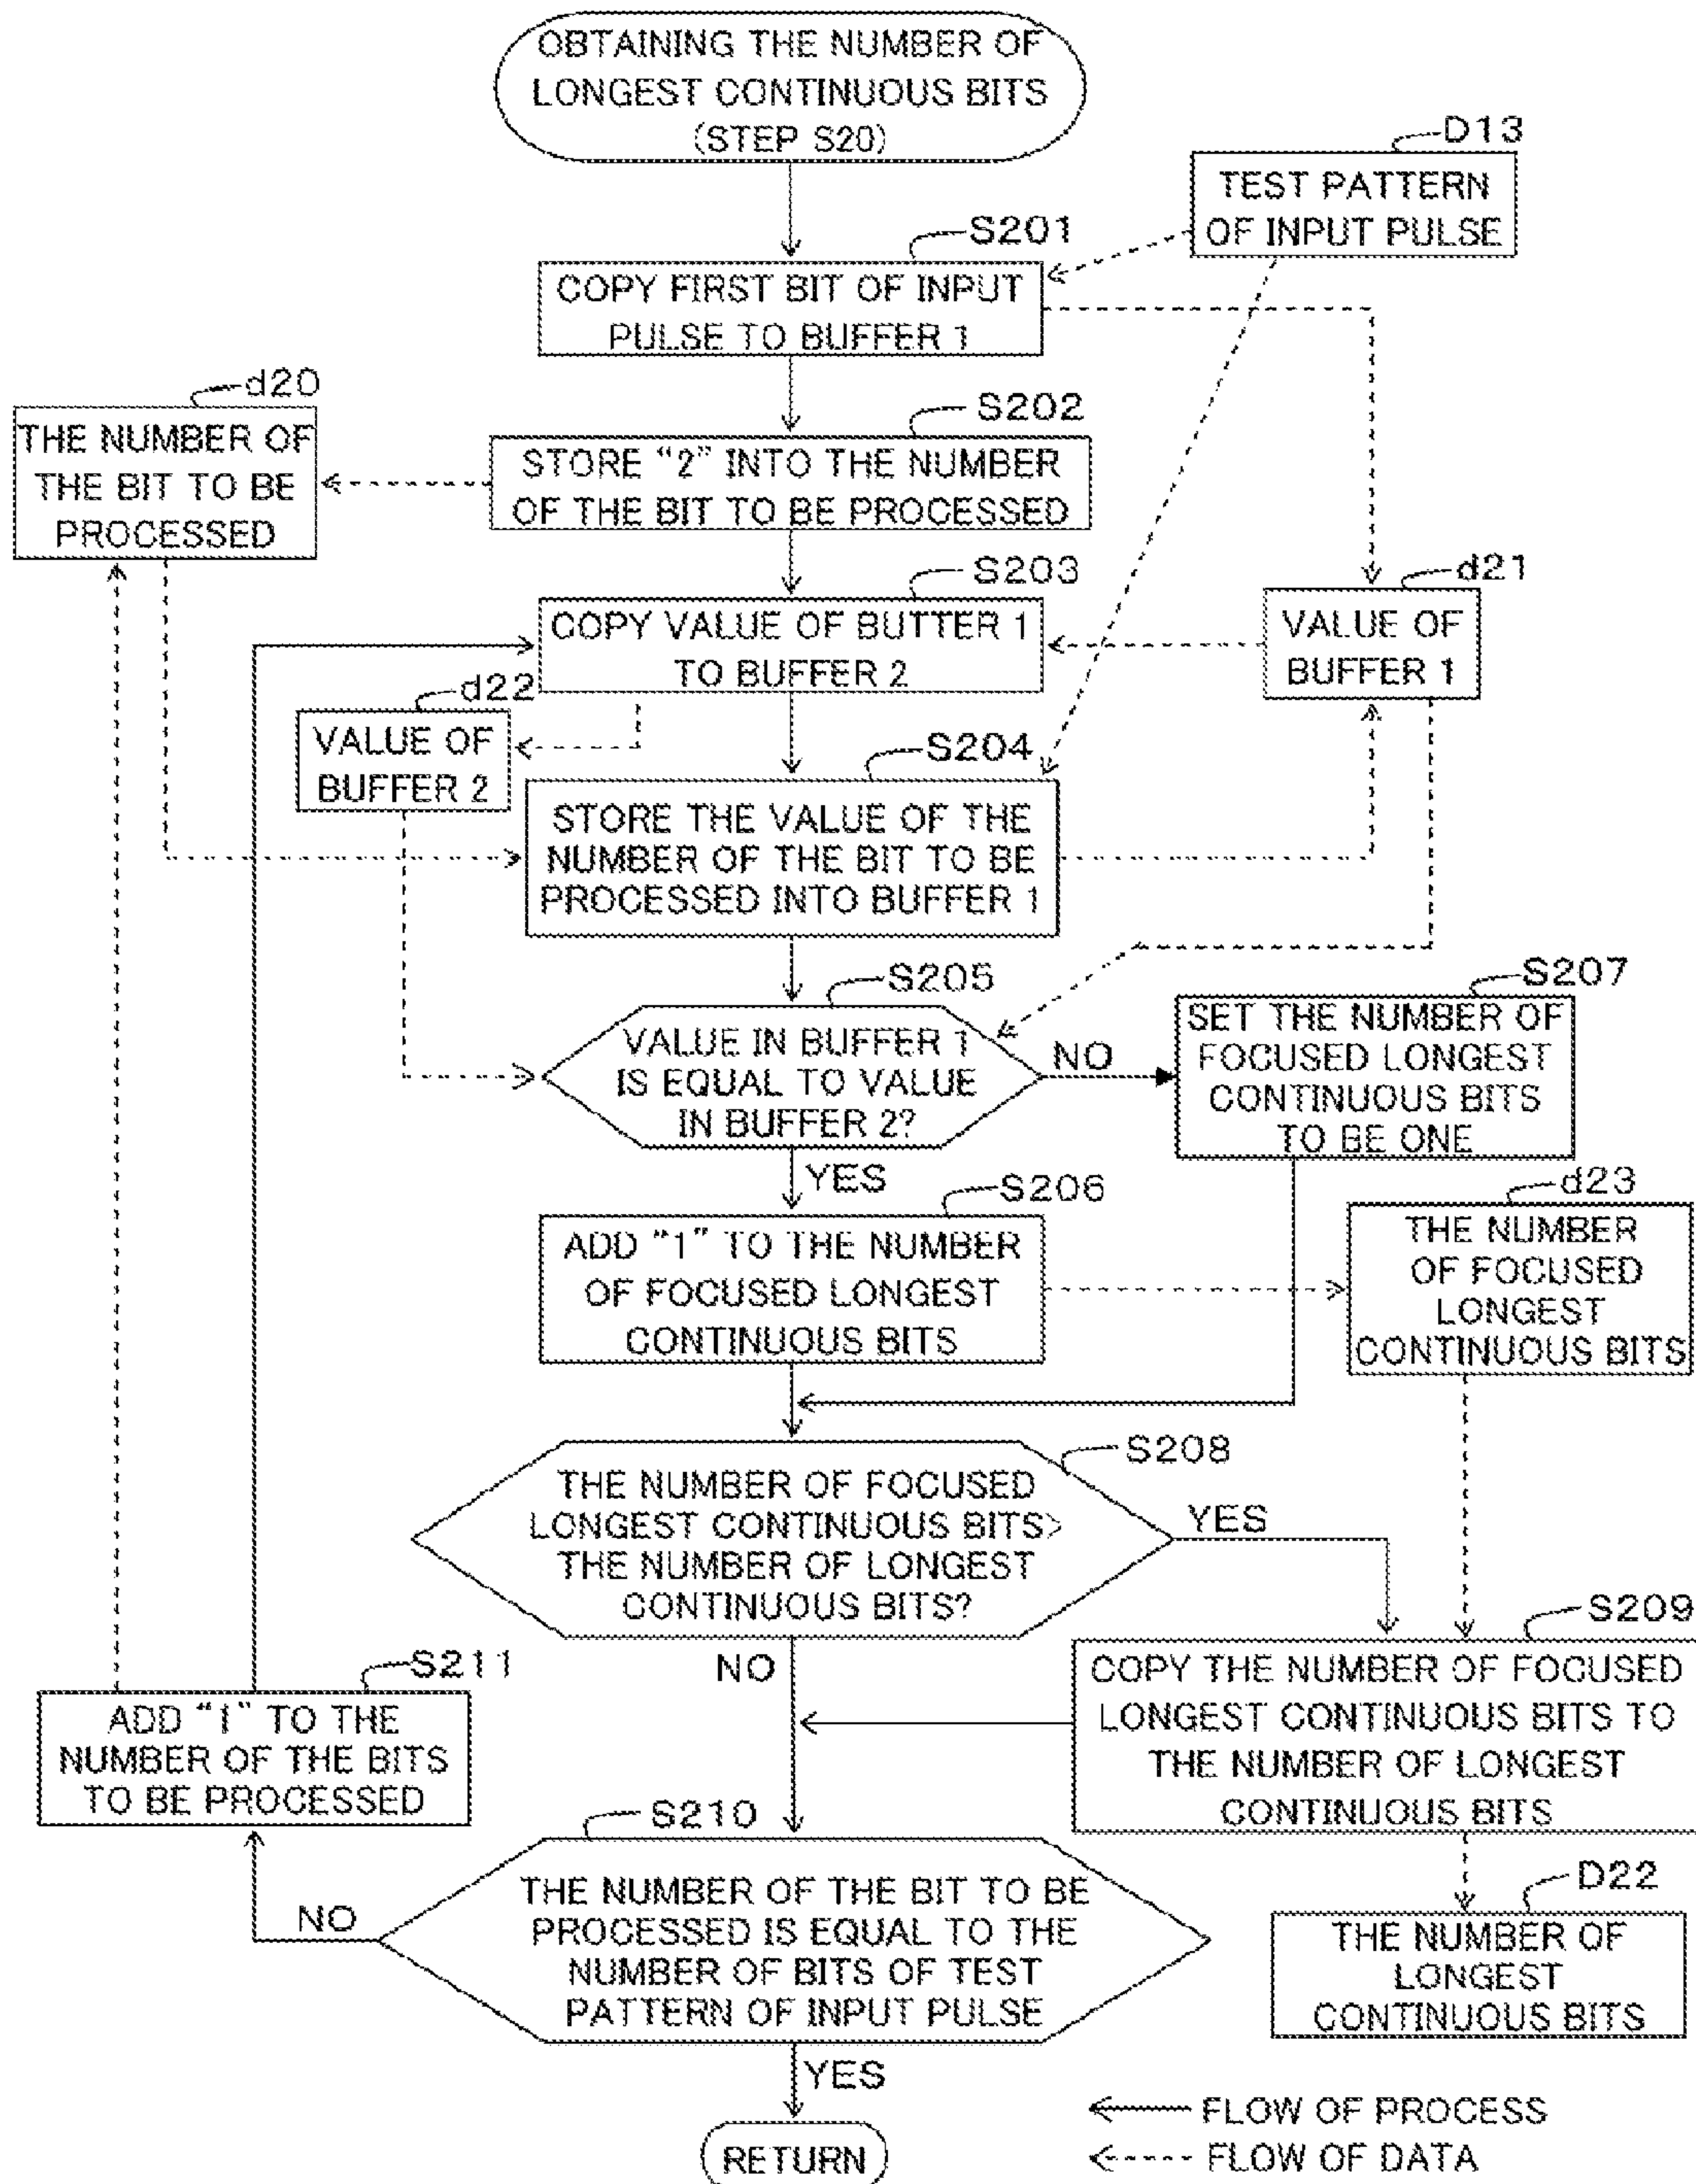 OBTAINING THE NUMBER OF
LONGEST CONTINUOUS BITS
(STEP S20)
D13
TEST PATTERN
OF INPUT PULSE
S201
COPY FIRST BIT OF INPUT
PULSE TO BUFFER 1
d20
THE NUMBER OF
THE BIT TO BE
PROCESSED
S202
STORE “2” INTO THE NUMBER
OF THE BIT TO BE PROCESSED
S203
COPY VALUE OF BUTTER 1
TO BUFFER 2
d21
VALUE OF
BUFFER 1
d22
VALUE OF
BUFFER 2
S204
STORE THE VALUE OF THE
NUMBER OF THE BIT TO BE
PROCESSED INTO BUFFER 1
S205
VALUE IN BUFFER 1
IS EQUAL TO VALUE
IN BUFFER 2?
NO
YES
S207
SET THE NUMBER OF
FOCUSED LONGEST
CONTINUOUS BITS
TO BE ONE
S206
ADD “1” TO THE NUMBER
OF FOCUSED LONGEST
CONTINUOUS BITS
d23
THE NUMBER
OF FOCUSED
LONGEST
CONTINUOUS BITS
S208
THE NUMBER OF FOCUSED
LONGEST CONTINUOUS BITS>
THE NUMBER OF LONGEST
CONTINUOUS BITS?
YES
NO
S209
COPY THE NUMBER OF FOCUSED
LONGEST CONTINUOUS BITS TO
THE NUMBER OF LONGEST
CONTINUOUS BITS
S211
ADD “1” TO THE
NUMBER OF THE BITS
TO BE PROCESSED
S210
THE NUMBER OF THE BIT TO BE
PROCESSED IS EQUAL TO THE
NUMBER OF BITS OF TEST
PATTERN OF INPUT PULSE
NO
YES
D22
THE NUMBER OF
LONGEST
CONTINUOUS BITS
RETURN
FLOW OF PROCESS
FLOW OF DATA